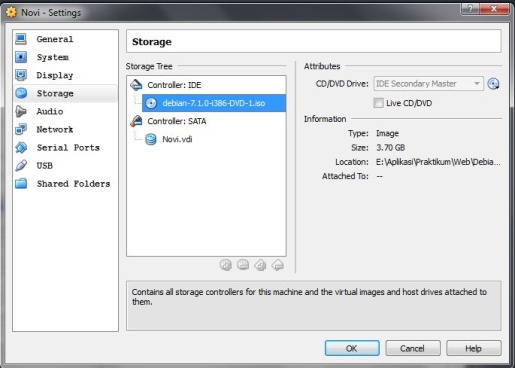 Novi - Settings
General
System
Display
Storage
Audio
Network
Serial Ports
USB
Shared Folders
Storage
Storage Tree
Controller: IDE
debian-7.1.0-i386-DVD-1.iso
Controller: SATA
Novi.vdi
Attributes
CD/DVD Drive: IDE Secondary Master
Live CD/DVD
Information
Type: Image
Size: 3.70 GB
Location: E:\Aplikasi\Praktikum\Web\Debia...
Attached To: --
Contains all storage controllers for this machine and the virtual images and host drives attached to
them.
OK Cancel Help